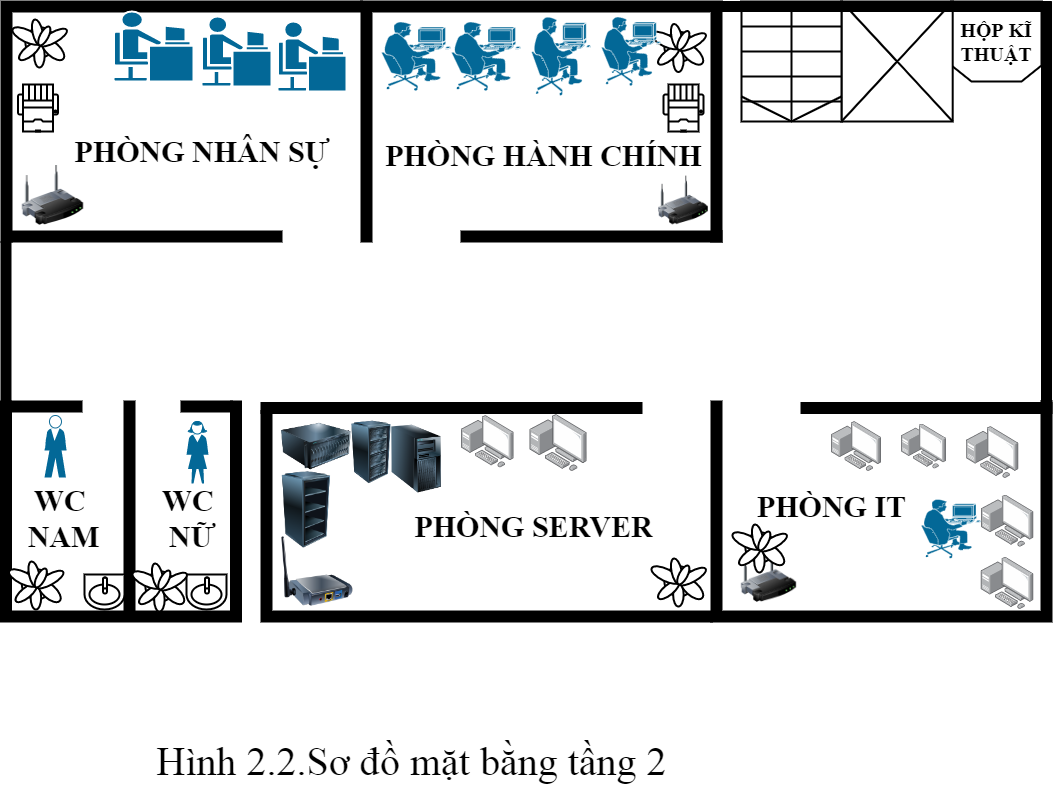 HỘP KĨ
THUẬT
PHÒNG NHÂN SỰ
PHÒNG HÀNH CHÍNH
WC
NAM
WC
NỮ
PHÒNG SERVER
PHÒNG IT
Hình 2.2.Sơ đồ mặt bằng tầng 2